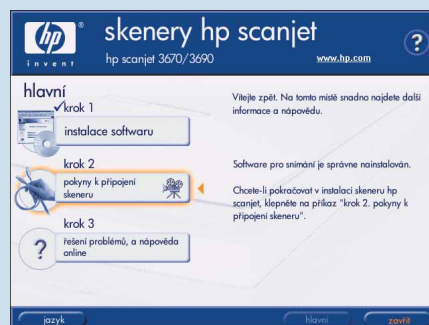 hp
®
invent
skenery hp scanjet
hp scanjet 3670/3690
www.hp.com
?
hlavní
krok 1
instalace softwaru
krok 2
pokyny k připojení
skeneru
krok 3
?
řešení problémů, a nápověda
online
Vítejte zpět. Na tomto místě snadno najdete další
informace a nápovědu.
Software pro snímání je správne nainstalován.
Chcete-li pokračovat v instalaci skeneru hp
scanjet, klepněte na příkaz "krok 2. pokyny k
připojení skeneru".
jazyk
hlavní
zavřít